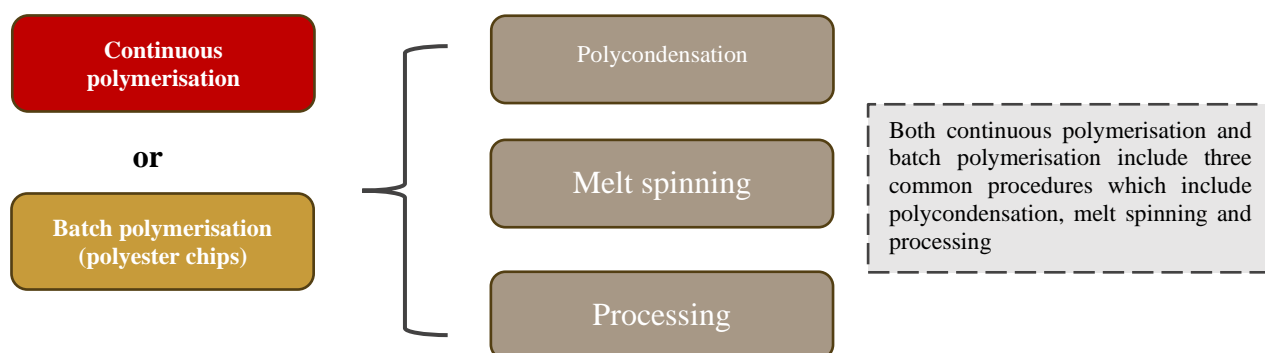 Continuous
polymerisation
or
Batch polymerisation
(polyester chips)
Polycondensation
Melt spinning
Processing
Both continuous polymerisation and
batch polymerisation include three
common procedures which include
polycondensation, melt spinning and
processing